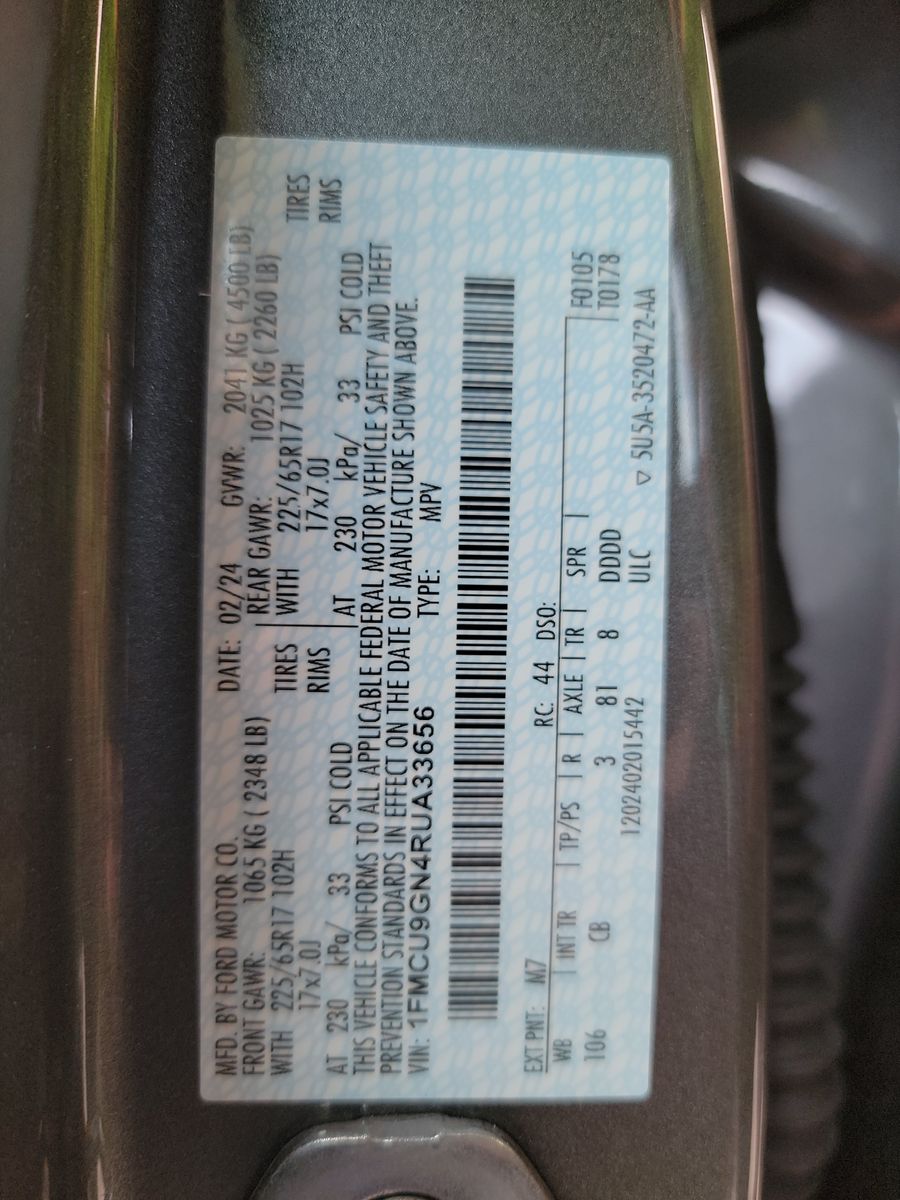 MFD. BY FORD MOTOR CO. DATE: 02/24 GVWR: 2041 KG ( 4500 LB)
FRONT GAWR: 1065 KG ( 2348 LB) REAR GAWR: 1025 KG ( 2260 LB)
WITH 225/65R17 102H TIRES WITH 225/65R17 102H TIRES
17x7.0J RIMS 17x7.0J RIMS
AT 230 kPa/ 33 PSI COLD AT 230 kPa/ 33 PSI COLD
THIS VEHICLE CONFORMS TO ALL APPLICABLE FEDERAL MOTOR VEHICLE SAFETY AND THEFT
PREVENTION STANDARDS IN EFFECT ON THE DATE OF MANUFACTURE SHOWN ABOVE.
VIN: 1FMCU9GN4RUA33656 TYPE: MPV
EXT PNT: M7 RC: 44 DSO:
WB INT TR TP/PS R AXLE TR SPR F0105
106 CB 3 81 8 DDDD T0178
1202402015442 ULC ▽ 5U5A-3520472-AA